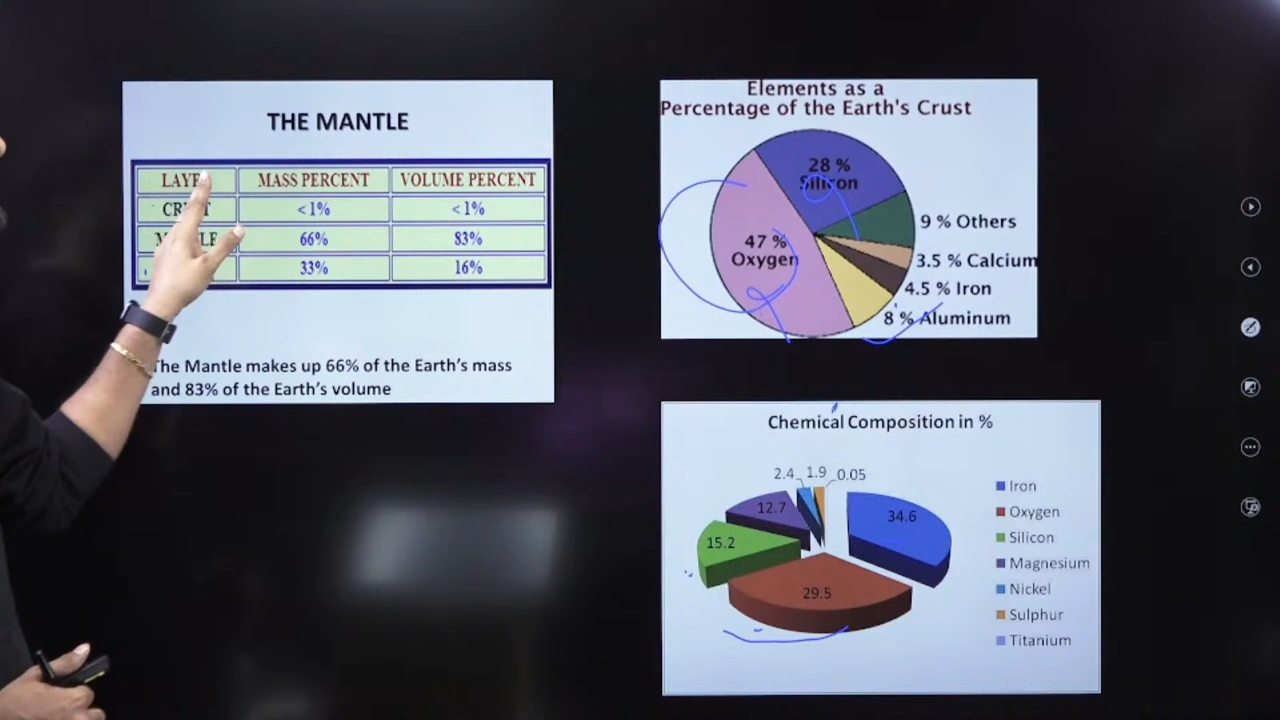 THE MANTLE
MASS PERCENT VOLUME PERCENT
<1% <1%
66% 83%
33% 16%
The Mantle makes up 66% of the Earth's mass
and 83% of the Earth's volume
Elements as a
Percentage of the Earth's Crust
28 %
Silicon
47 %
Oxygen
9 % Others
3.5 % Calcium
4.5 % Iron
8 % Aluminum
Chemical Composition in %
2.4 1.9 0.05
12.7
34.6
15.2
29.5
Iron
Oxygen
Silicon
Magnesium
Nickel
Sulphur
Titanium